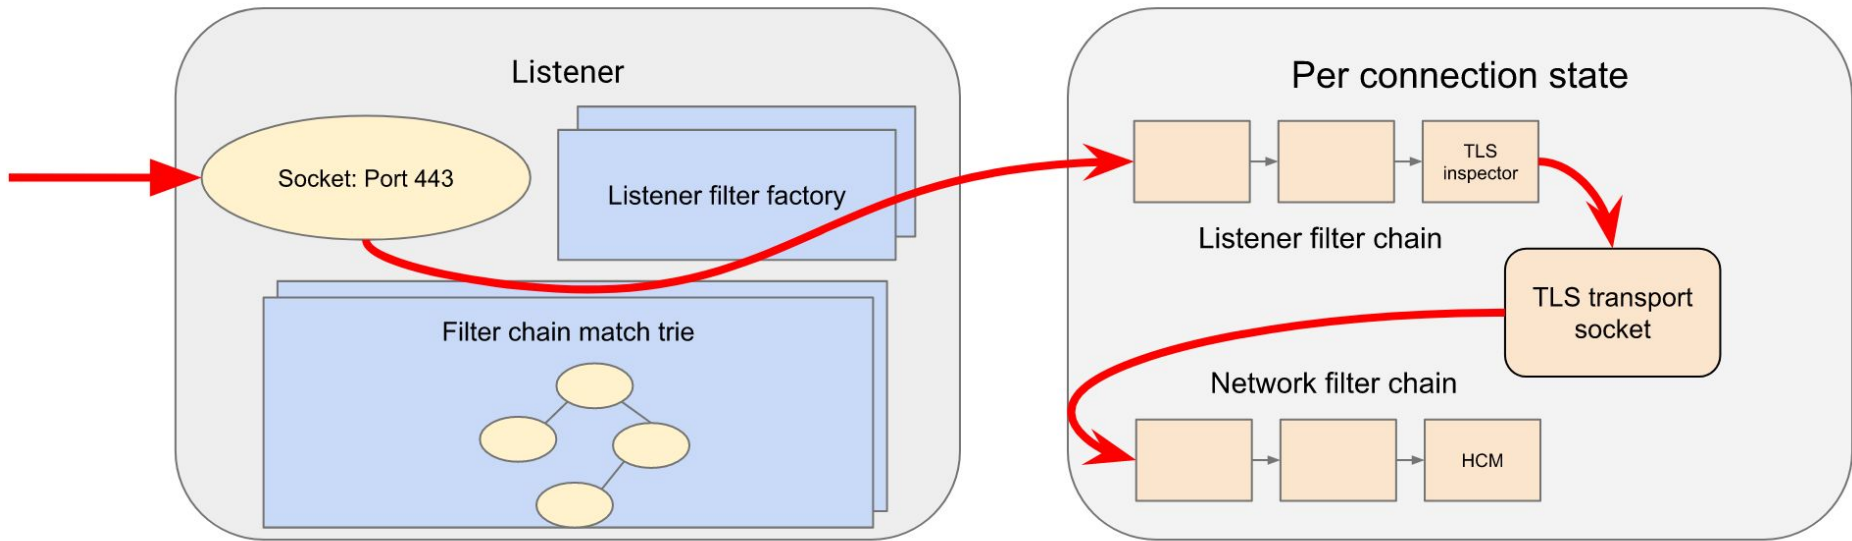 Listener
Socket: Port 443
Listener filter factory
Filter chain match trie
Per connection state
TLS
inspector
Listener filter chain
TLS transport
socket
Network filter chain
HCM